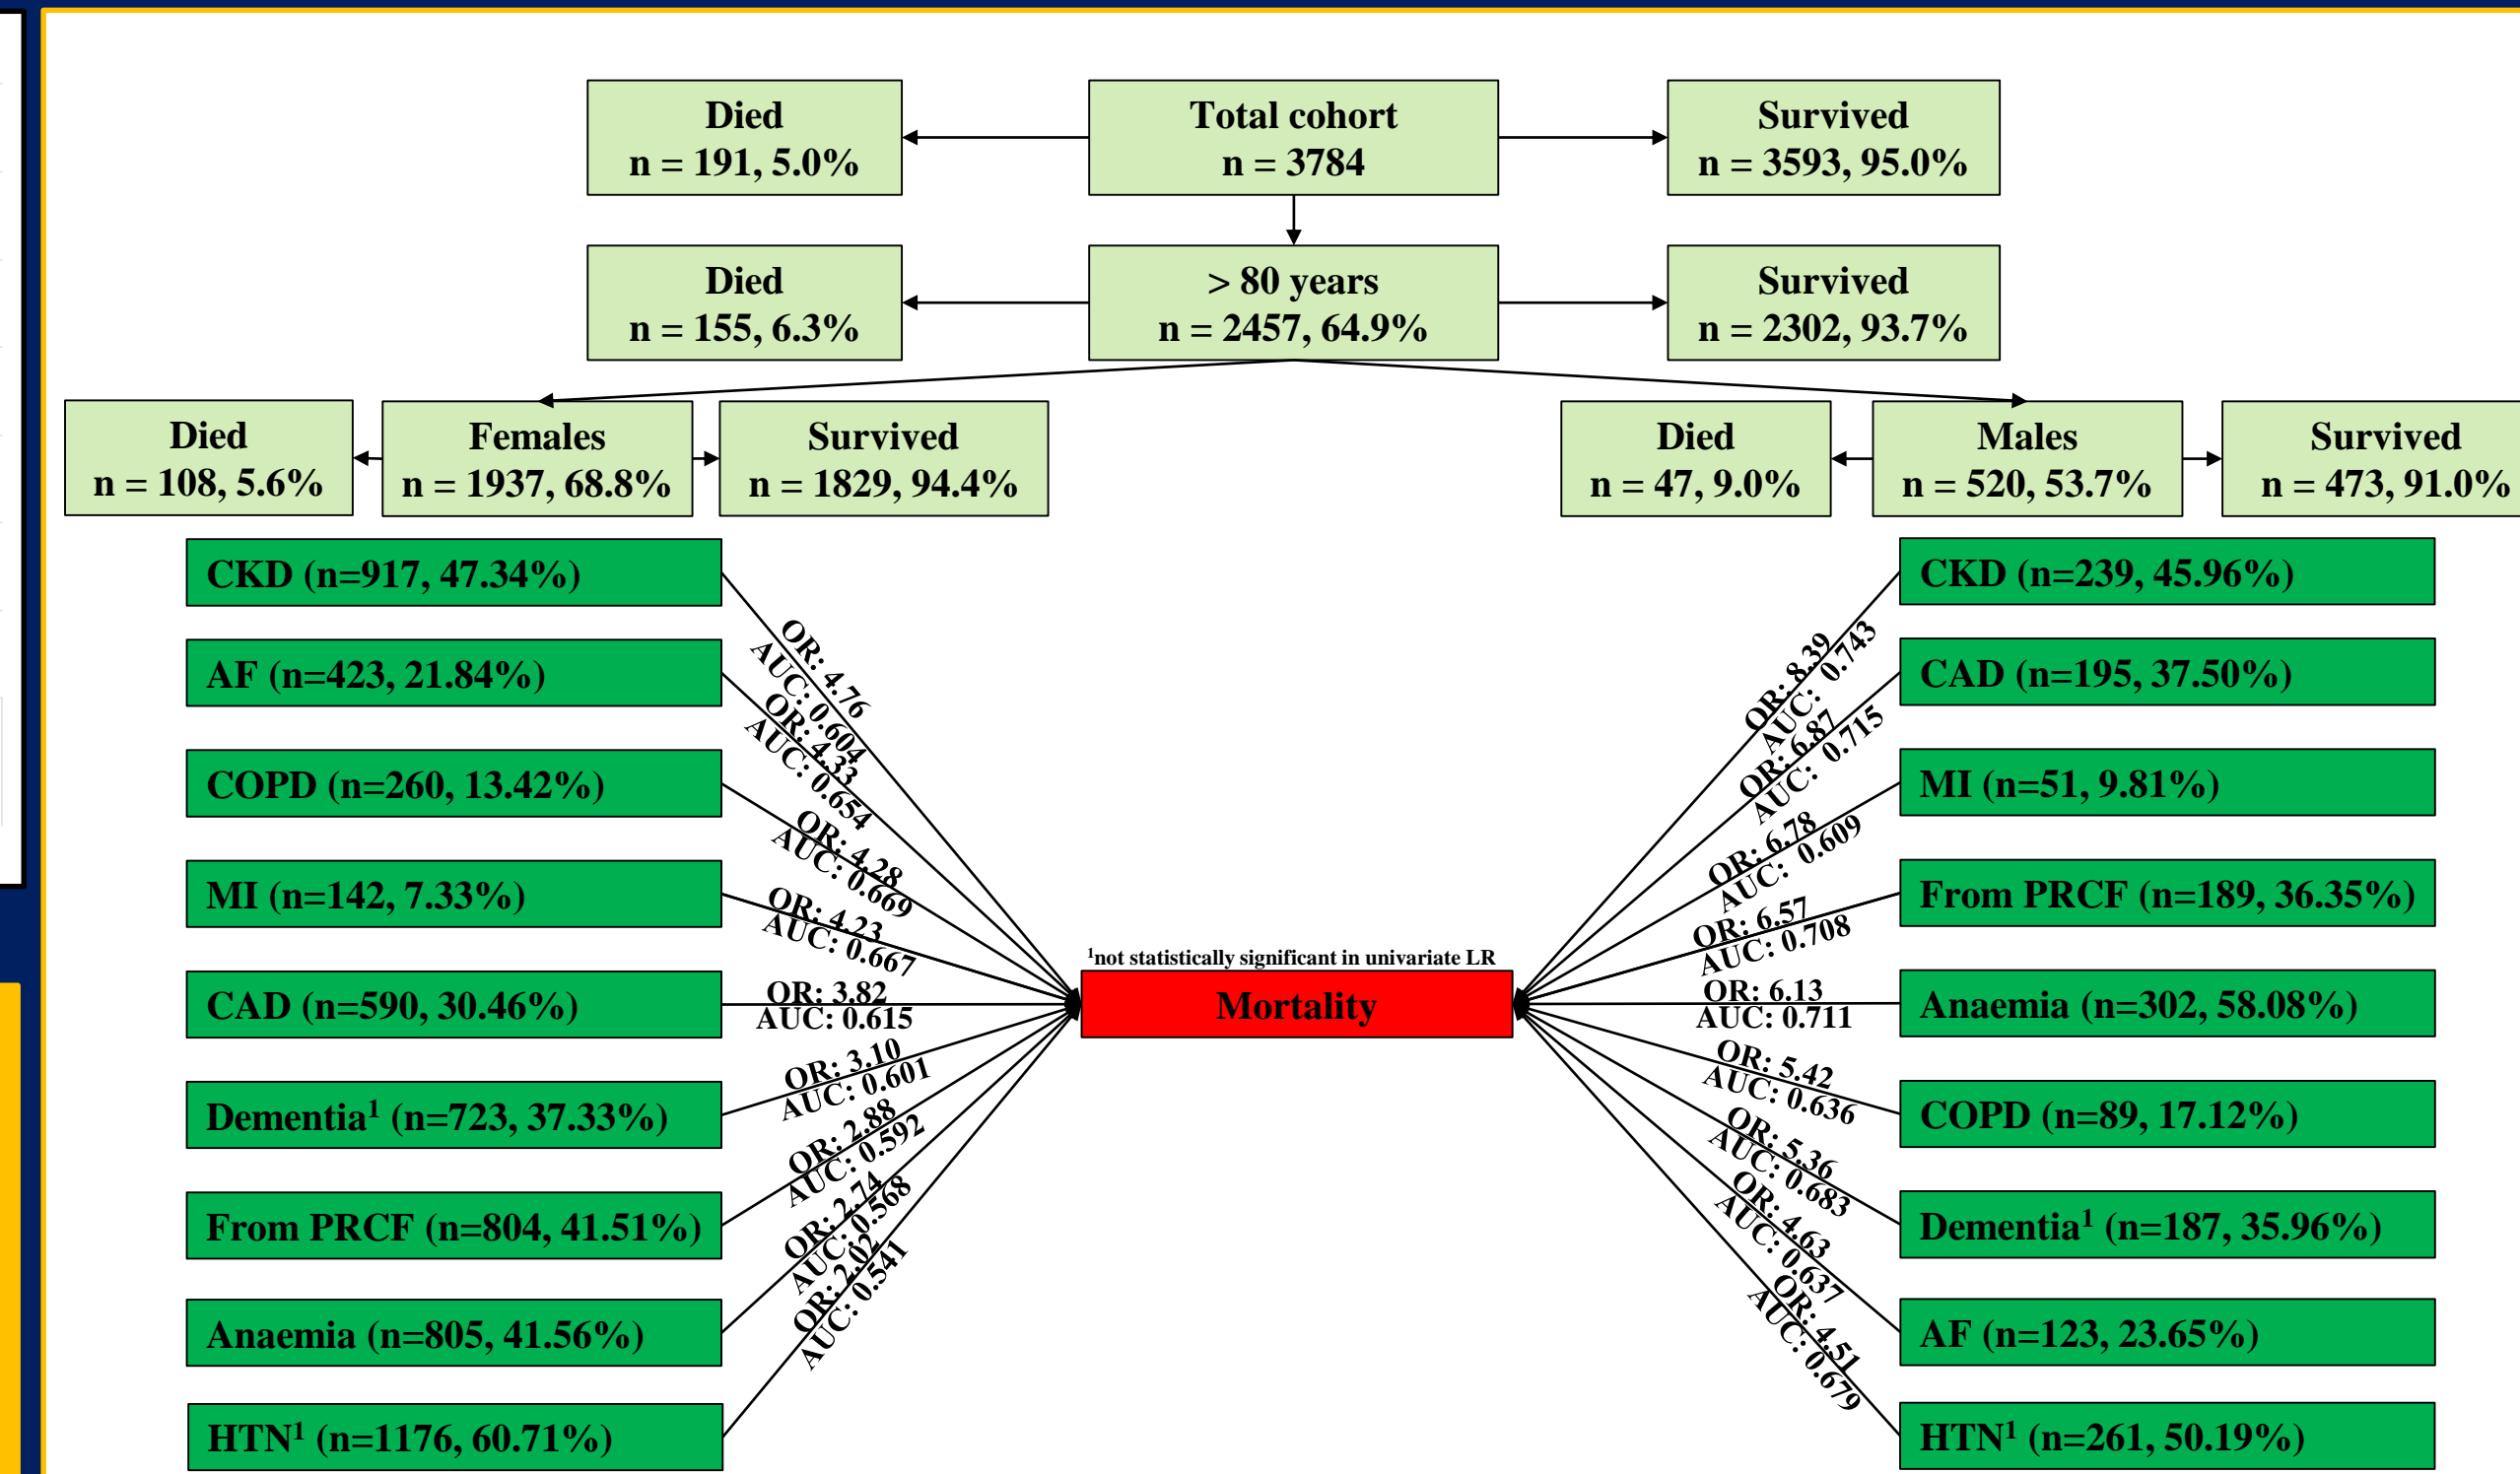 Died
n = 191, 5.0%
Total cohort
n = 3784
Survived
n = 3593, 95.0%
Died
n = 155, 6.3%
> 80 years
n = 2457, 64.9%
Survived
n = 2302, 93.7%
Died
n = 108, 5.6%
Females
n = 1937, 68.8%
Survived
n = 1829, 94.4%
Died
n = 47, 9.0%
Males
n = 520, 53.7%
Survived
n = 473, 91.0%
CKD (n=917, 47.34%)
OR: 4.76
AUC: 0.604
AF (n=423, 21.84%)
OR: 4.33
AUC: 0.654
COPD (n=260, 13.42%)
OR: 4.28
AUC: 0.669
MI (n=142, 7.33%)
OR: 4.23
AUC: 0.667
CAD (n=590, 30.46%)
OR: 3.82
AUC: 0.615
Dementia¹ (n=723, 37.33%)
OR: 3.10
AUC: 0.601
From PRCF (n=804, 41.51%)
OR: 2.88
AUC: 0.592
Anaemia (n=805, 41.56%)
OR: 2.74
AUC: 0.568
HTN¹ (n=1176, 60.71%)
OR: 2.02
AUC: 0.541
¹not statistically significant in univariate LR
Mortality
CKD (n=239, 45.96%)
OR: 8.39
AUC: 0.743
CAD (n=195, 37.50%)
OR: 6.87
AUC: 0.715
MI (n=51, 9.81%)
OR: 6.78
AUC: 0.609
From PRCF (n=189, 36.35%)
OR: 6.57
AUC: 0.708
Anaemia (n=302, 58.08%)
OR: 6.13
AUC: 0.711
COPD (n=89, 17.12%)
OR: 5.42
AUC: 0.636
Dementia¹ (n=187, 35.96%)
OR: 5.36
AUC: 0.683
AF (n=123, 23.65%)
OR: 4.63
AUC: 0.637
HTN¹ (n=261, 50.19%)
OR: 4.51
AUC: 0.679